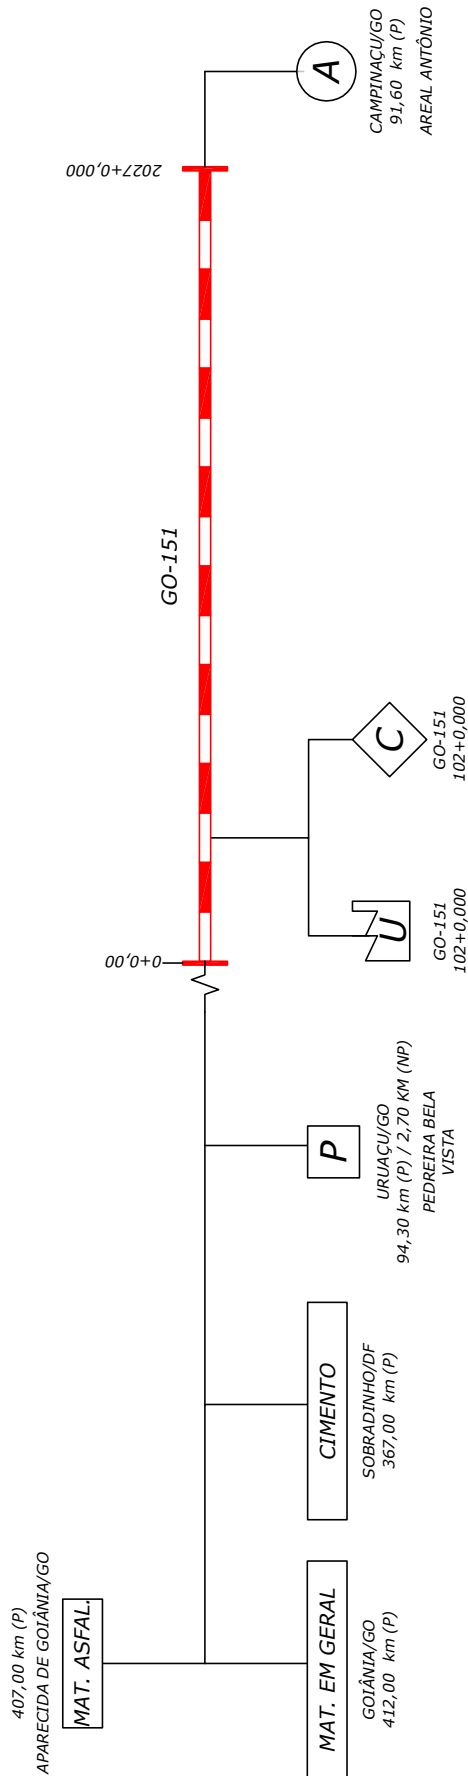 407,00 km (P)
APARECIDA DE GOIÂNIA/GO
MAT. ASFAL.
MAT. EM GERAL
GOIÂNIA/GO
412,00 km (P)
CIMENTO
SOBRADINHO/DF
367,00 km (P)
P
URUAÇU/GO
94,30 km (P) / 2,70 KM (NP)
PEDREIRA BELA
VISTA
0+0,00
U
GO-151
102+0,000
C
GO-151
102+0,000
GO-151
2027+0,000
A
CAMPINAÇU/GO
91,60 km (P)
AREAL ANTÔNIO